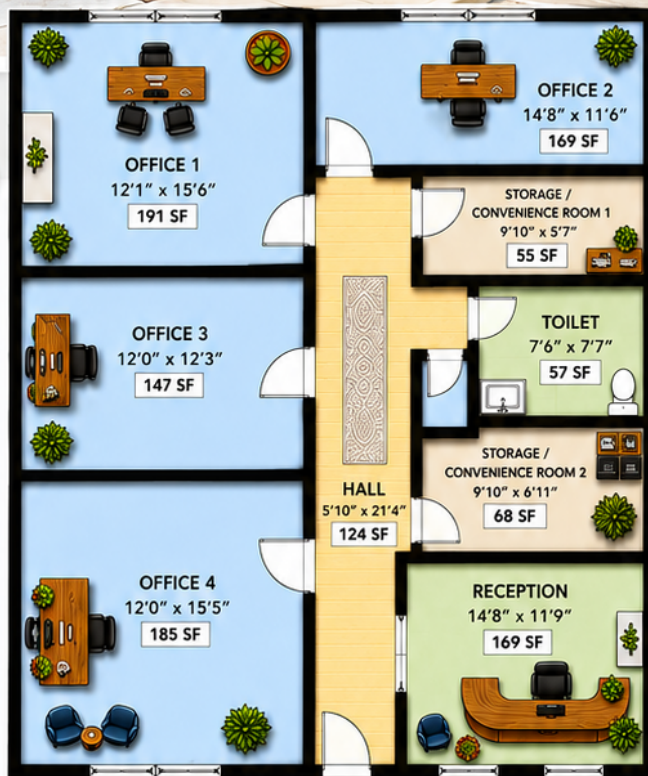 OFFICE 1
12'1" x 15'6"
191 SF
OFFICE 2
14'8" x 11'6"
169 SF
STORAGE /
CONVENIENCE ROOM 1
9'10" x 5'7"
55 SF
OFFICE 3
12'0" x 12'3"
147 SF
TOILET
7'6" x 7'7"
57 SF
STORAGE /
CONVENIENCE ROOM 2
9'10" x 6'11"
68 SF
HALL
5'10" x 21'4"
124 SF
OFFICE 4
12'0" x 15'5"
185 SF
RECEPTION
14'8" x 11'9"
169 SF